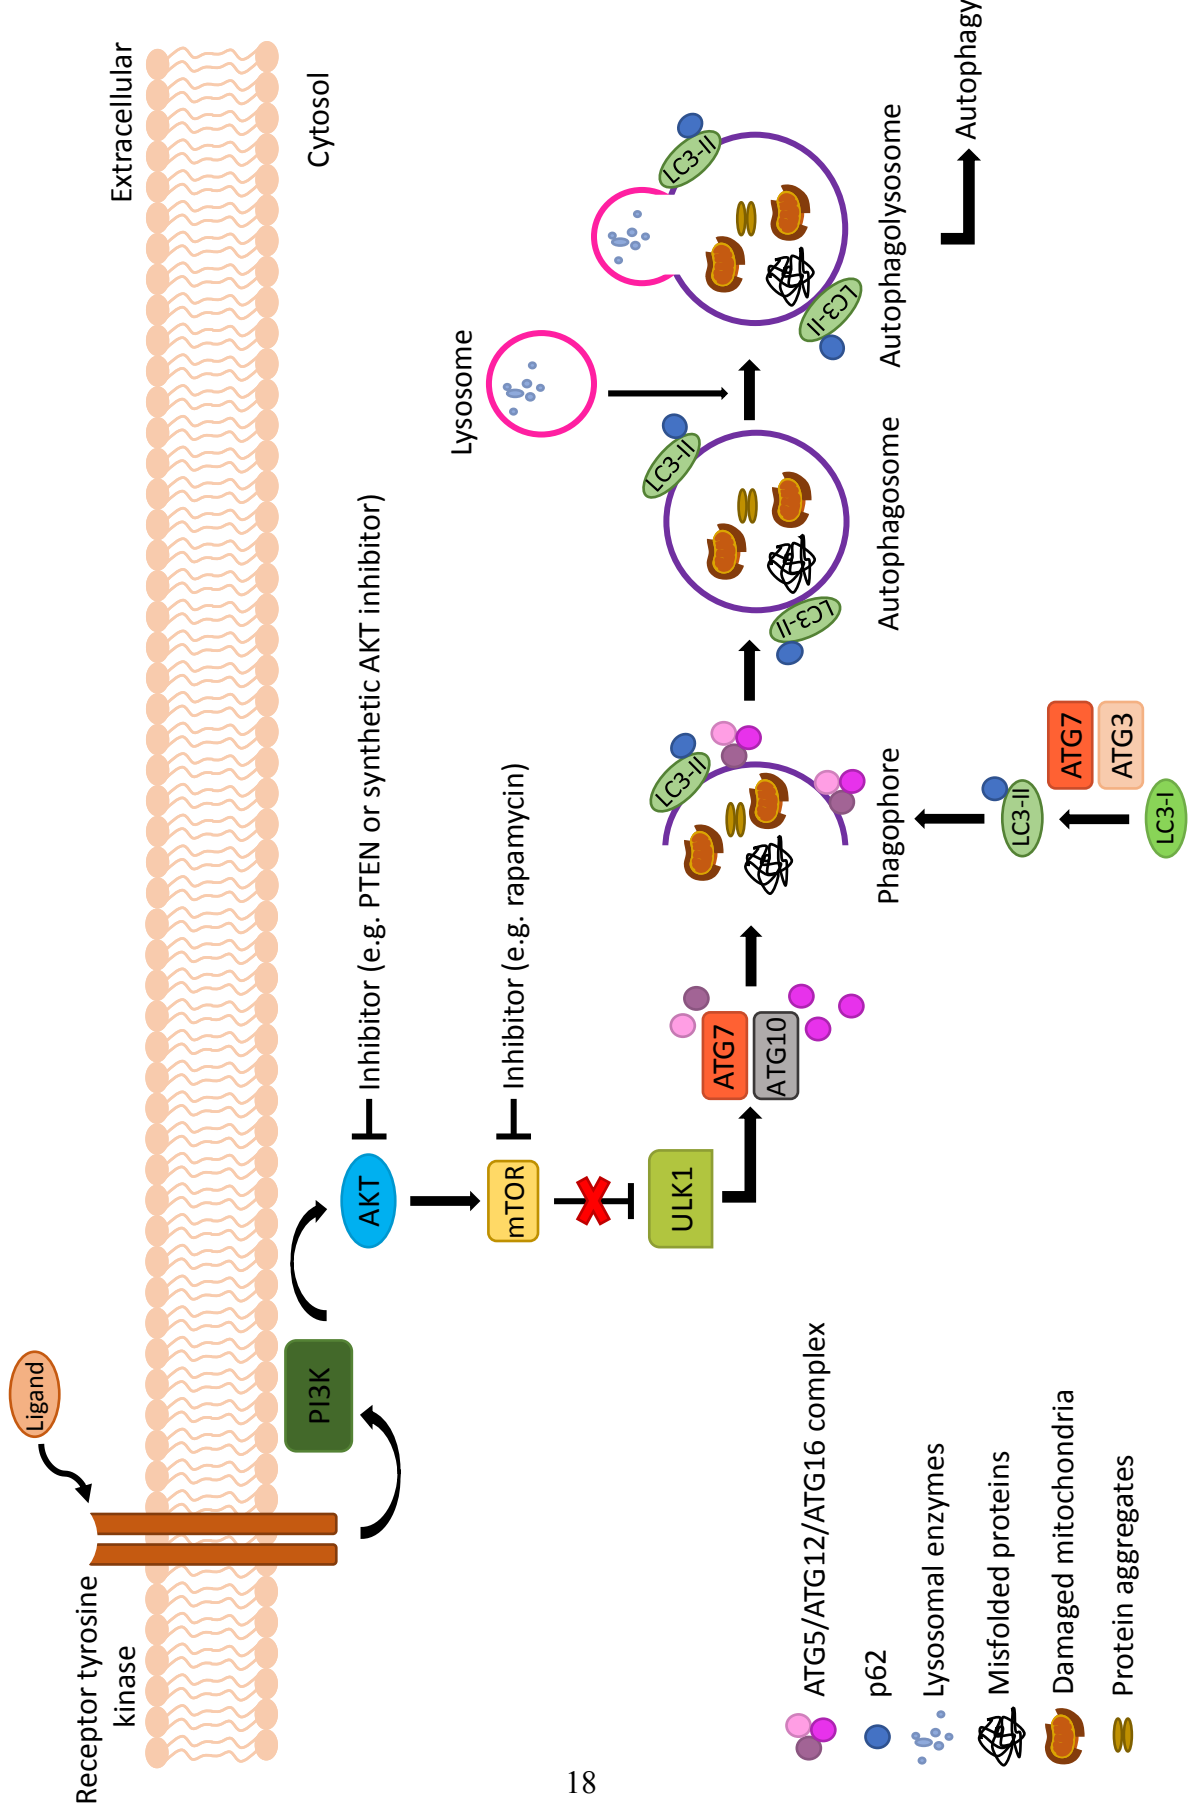 Extracellular
Receptor tyrosine
kinase
Ligand
Cytosol
PI3K
AKT
Inhibitor (e.g. PTEN or synthetic AKT inhibitor)
mTOR
Inhibitor (e.g. rapamycin)
ULK1
ATG7
ATG10
LC3-II
Phagophore
LC3-II
ATG7
ATG3
LC3-I
LC3-II
LC3-II
Autophagosome
Lysosome
LC3-II
LC3-II
Autophagolysosome
Autophagy
ATG5/ATG12/ATG16 complex
p62
Lysosomal enzymes
Misfolded proteins
Damaged mitochondria
Protein aggregates
18